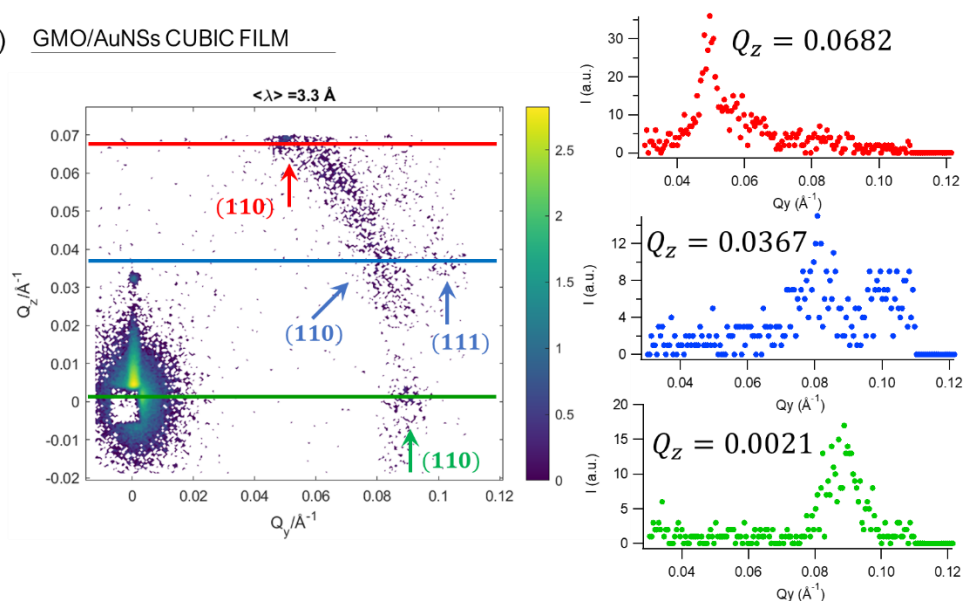 ) GMO/AuNSs CUBIC FILM
<λ> =3.3 Å
Q_z/Å⁻¹
0.07
0.06
0.05
0.04
0.03
0.02
0.01
0
-0.01
-0.02
0 0.02 0.04 0.06 0.08 0.10 0.12
Q_y/Å⁻¹
(110)
(110)
(111)
(110)
2.5
2
1.5
1
0.5
0
Q_z = 0.0682
I (a.u.)
30
20
10
0
0.04 0.06 0.08 0.10 0.12
Qy (Å⁻¹)
Q_z = 0.0367
I (a.u.)
12
8
4
0
0.04 0.06 0.08 0.10 0.12
Qy (Å⁻¹)
Q_z = 0.0021
I (a.u.)
20
15
10
5
0
0.04 0.06 0.08 0.10 0.12
Qy (Å⁻¹)